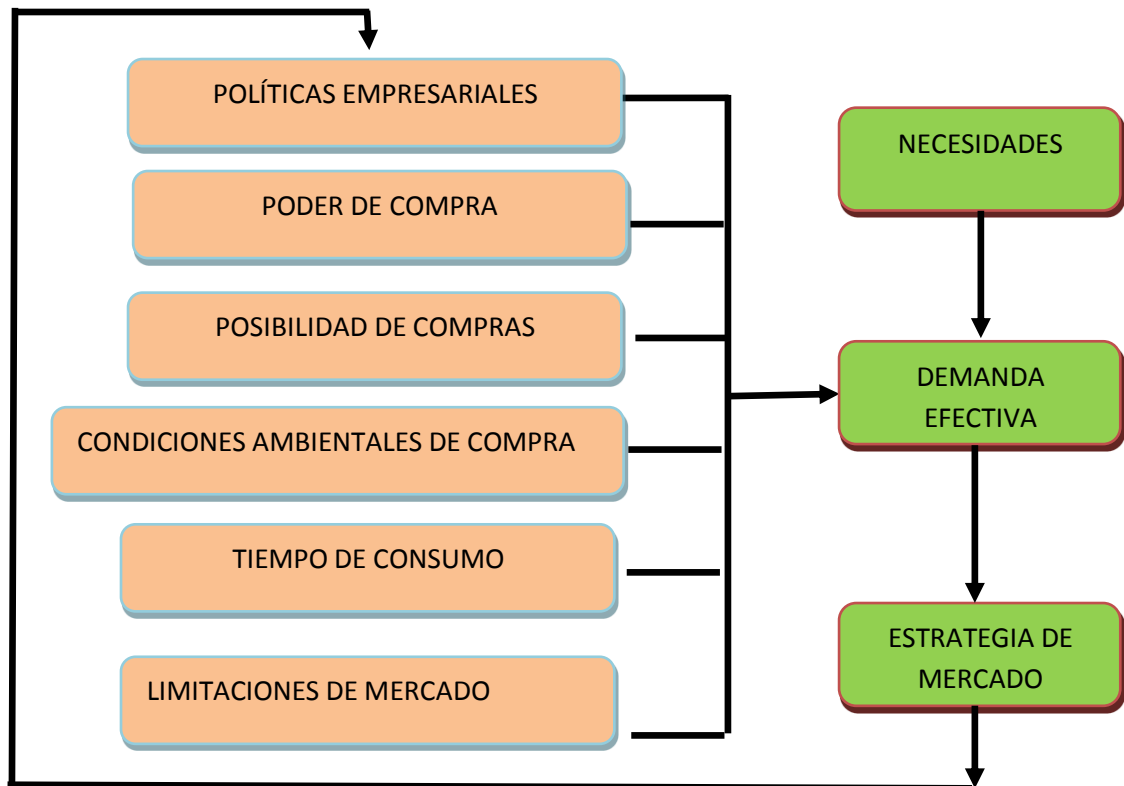 POLÍTICAS EMPRESARIALES
PODER DE COMPRA
POSIBILIDAD DE COMPRAS
CONDICIONES AMBIENTALES DE COMPRA
TIEMPO DE CONSUMO
LIMITACIONES DE MERCADO
NECESIDADES
DEMANDA
EFECTIVA
ESTRATEGIA DE
MERCADO